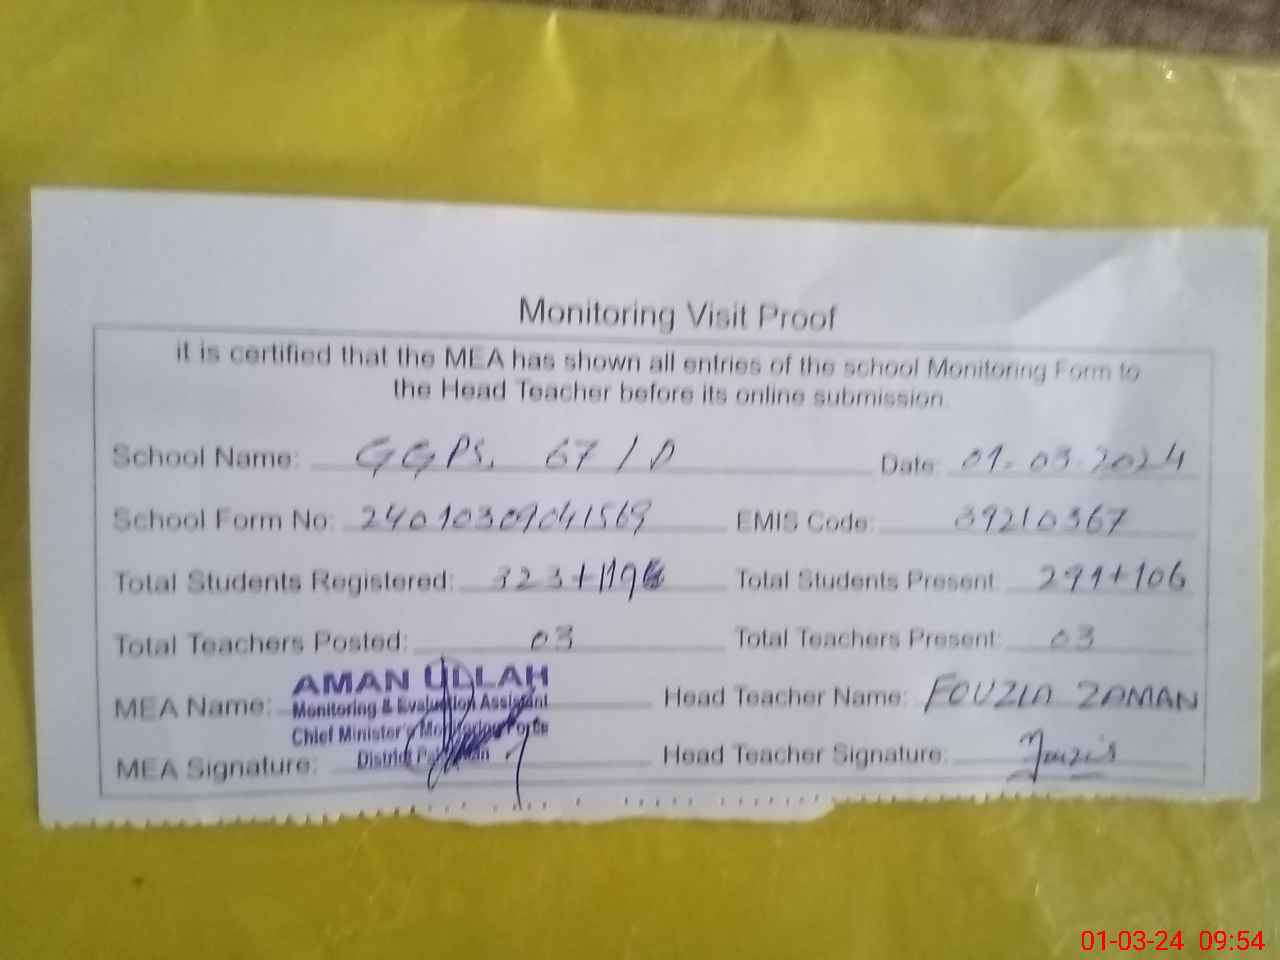 Monitoring Visit Proof
it is certified that the MEA has shown all entries of the school Monitoring Form to
the Head Teacher before its online submission.
School Name: GGPS. 67/D Date: 01-03-2024
School Form No: 24010309041569 EMIS Code: 39210367
Total Students Registered: 323+119 Total Students Present: 291+106
Total Teachers Posted: 03 Total Teachers Present: 03
MEA Name: AMAN ULLAH Head Teacher Name: FOUZIA ZAMAN
Monitoring & Evaluation Assistant
Chief Minister's Monitoring Force
District
MEA Signature: Head Teacher Signature: Fouzia
01-03-24 09:54